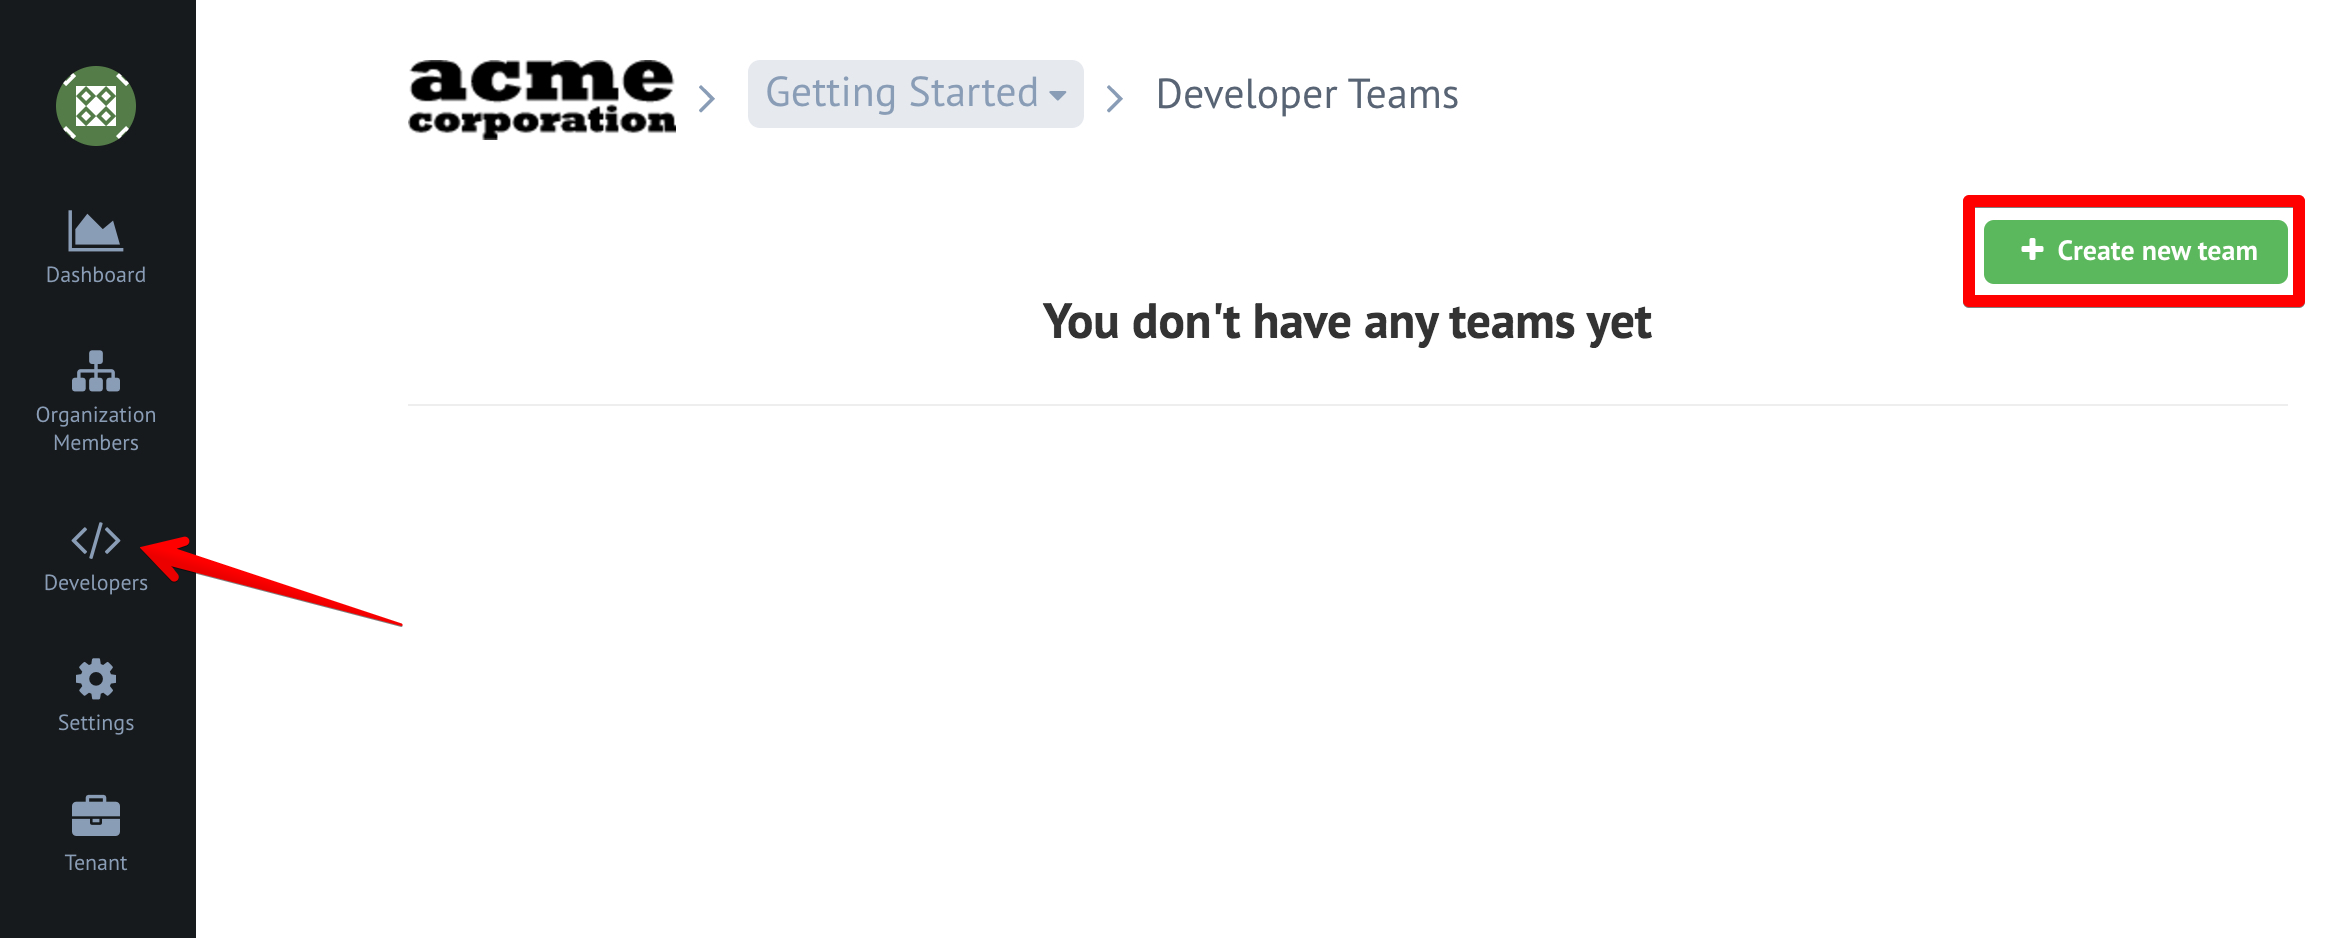 acme
corporation
Getting Started
Developer Teams
Create new team
You don't have any teams yet
Dashboard
Organization
Members
Developers
Settings
Tenant